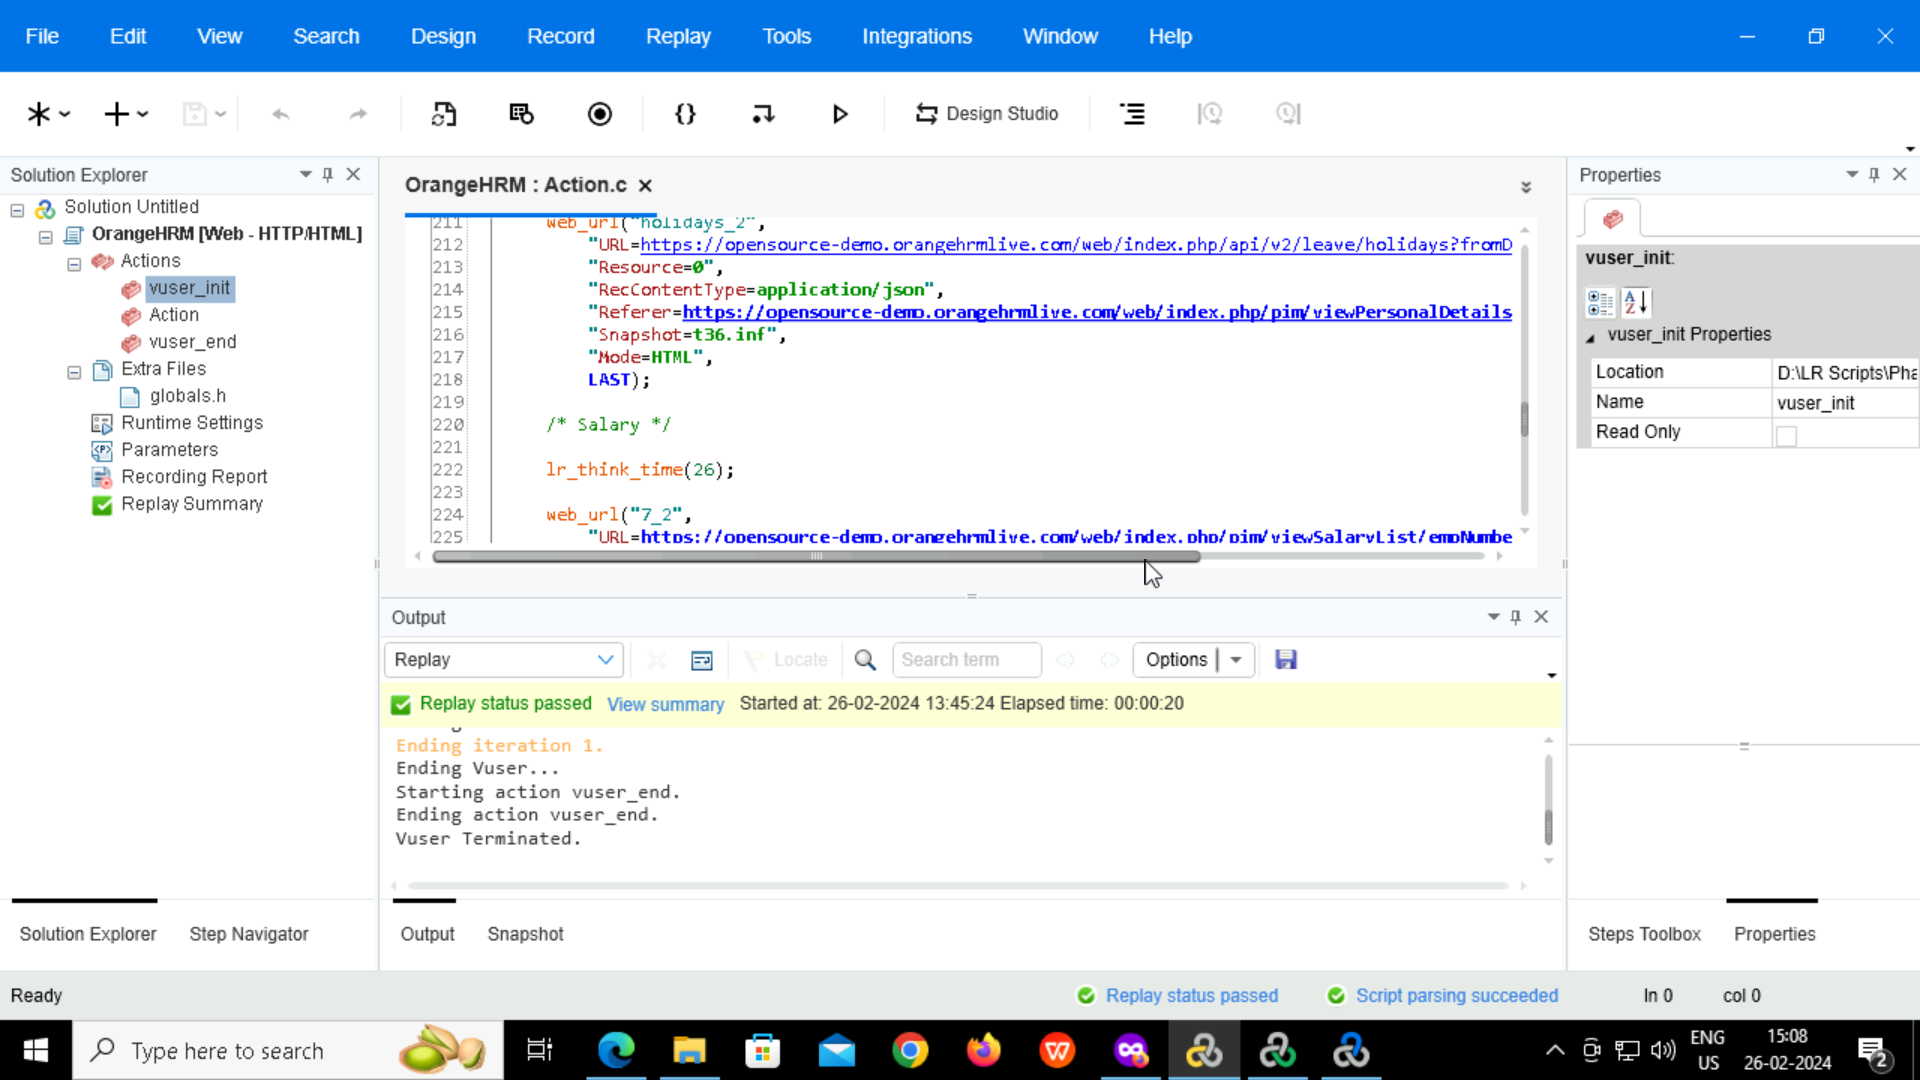 File Edit View Search Design Record Replay Tools Integrations Window Help
Design Studio
Solution Explorer
Solution Untitled
OrangeHRM [Web - HTTP/HTML]
Actions
vuser_init
Action
vuser_end
Extra Files
globals.h
Runtime Settings
Parameters
Recording Report
Replay Summary
OrangeHRM : Action.c
211 web_url("holidays_2",
212 "URL=https://opensource-demo.orangehrmlive.com/web/index.php/api/v2/leave/holidays?fromD
213 "Resource=0",
214 "RecContentType=application/json",
215 "Referer=https://opensource-demo.orangehrmlive.com/web/index.php/pim/viewPersonalDetails
216 "Snapshot=t36.inf",
217 "Mode=HTML",
218 LAST);
219
220 /* Salary */
221
222 lr_think_time(26);
223
224 web_url("7_2",
225 "URL=https://opensource-demo.orangehrmlive.com/web/index.php/pim/viewSalaryList/empNumbe
Properties
vuser_init:
vuser_init Properties
Location D:\LR Scripts\Pha
Name vuser_init
Read Only
Output
Replay Locate Search term Options
Replay status passed View summary Started at: 26-02-2024 13:45:24 Elapsed time: 00:00:20
Ending iteration 1.
Ending Vuser...
Starting action vuser_end.
Ending action vuser_end.
Vuser Terminated.
Solution Explorer Step Navigator Output Snapshot Steps Toolbox Properties
Ready Replay status passed Script parsing succeeded ln 0 col 0
Type here to search
ENG
US
15:08
26-02-2024
2